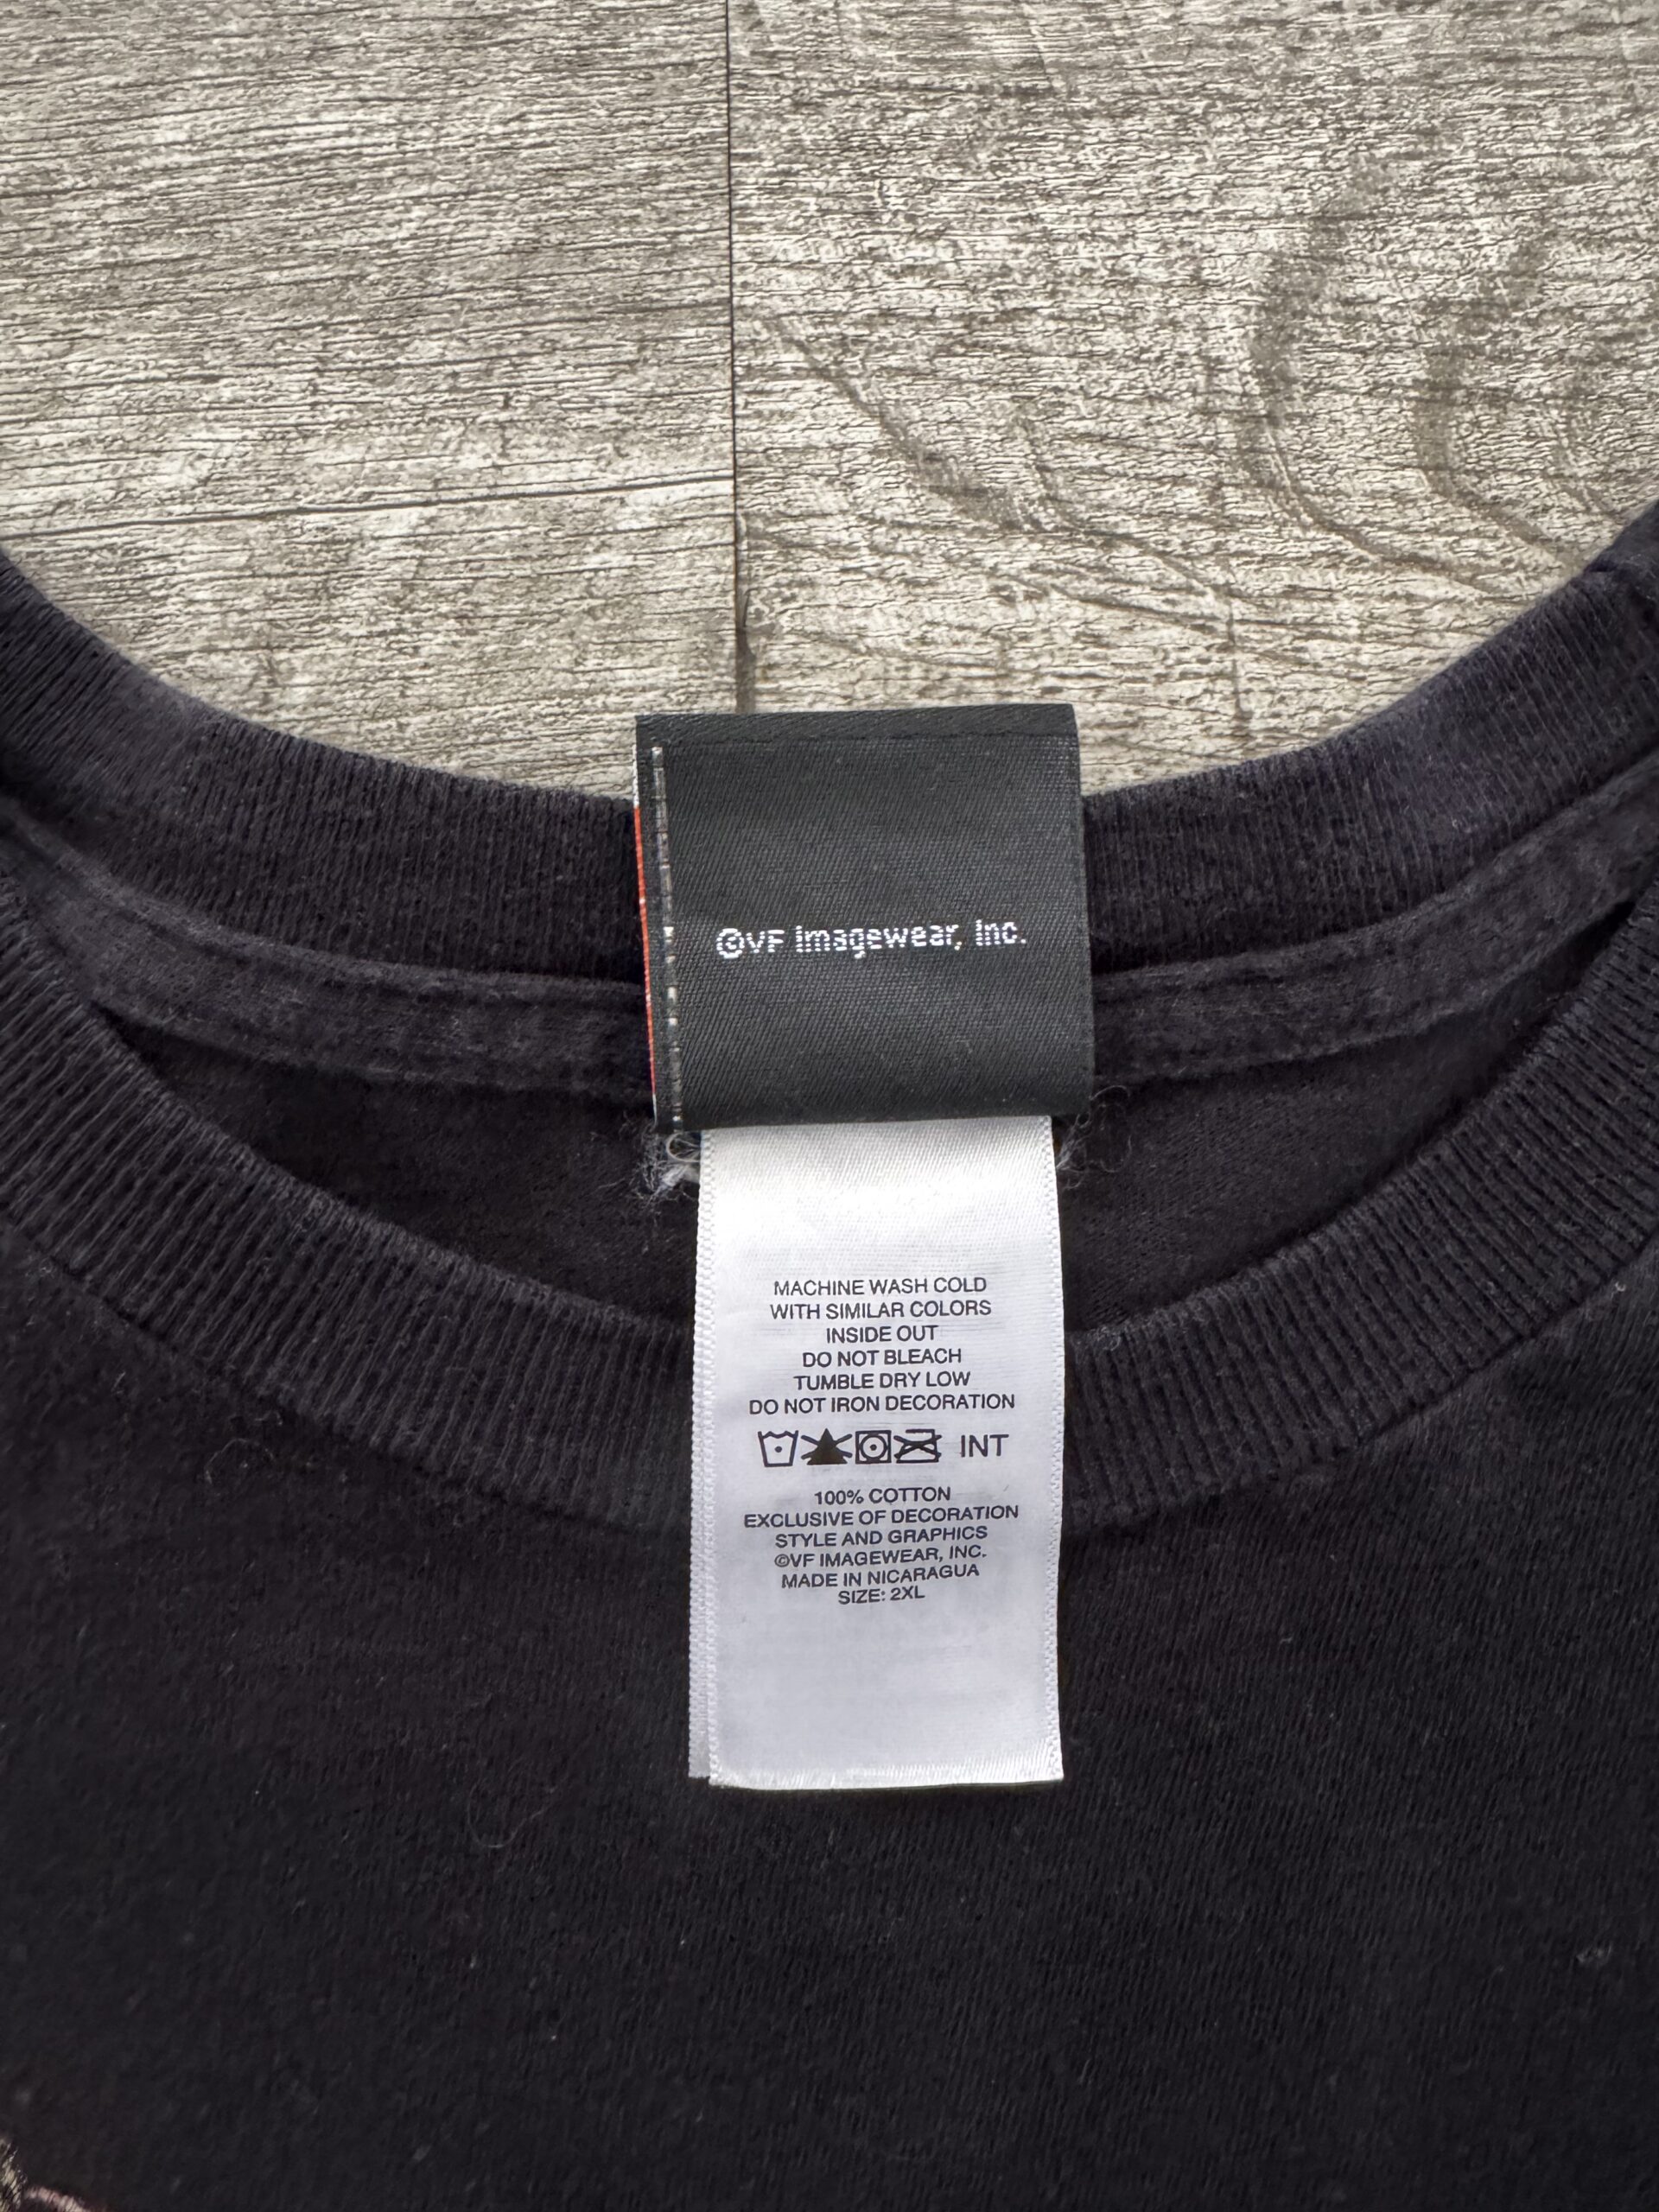 ©VF Imagewear, Inc.
MACHINE WASH COLD
WITH SIMILAR COLORS
INSIDE OUT
DO NOT BLEACH
TUMBLE DRY LOW
DO NOT IRON DECORATION
INT
100% COTTON
EXCLUSIVE OF DECORATION
STYLE AND GRAPHICS
©VF IMAGEWEAR, INC.
MADE IN NICARAGUA
SIZE: 2XL